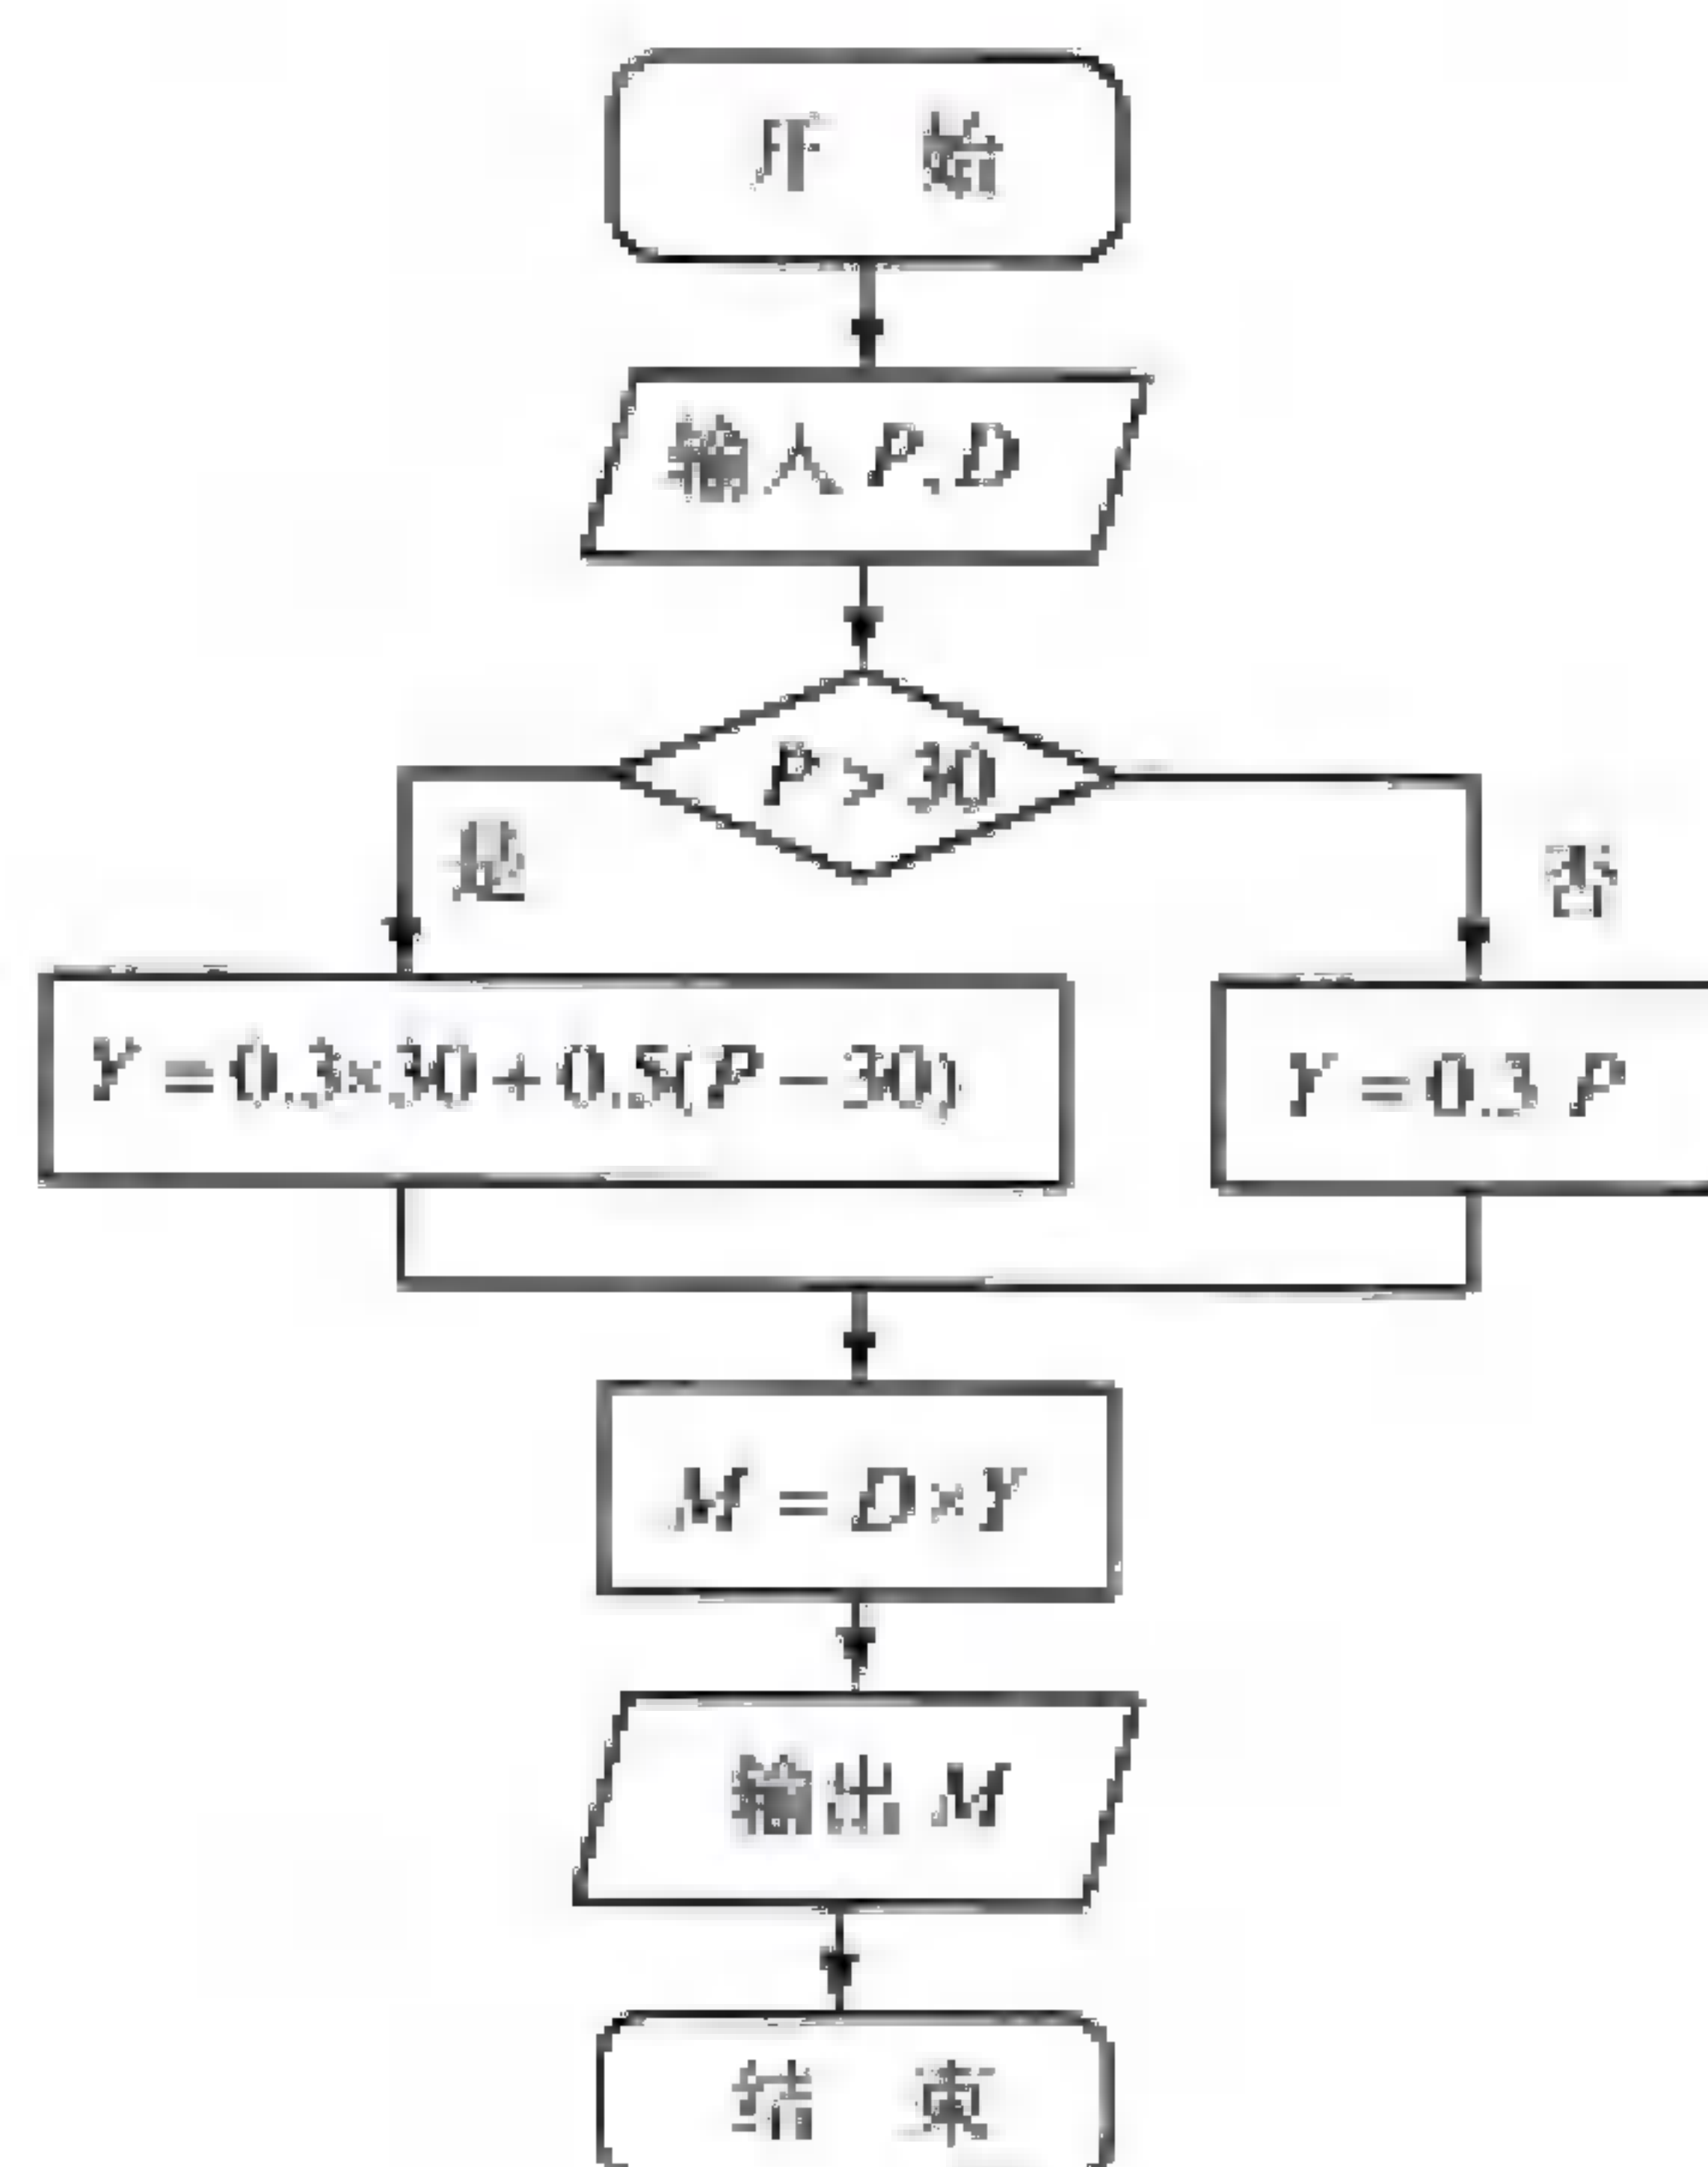 开 始
输入 P,D
P > 30
是
否
Y = 0.3×30 + 0.5(P − 30)
Y = 0.3 P
M = D×Y
输出 M
结 束